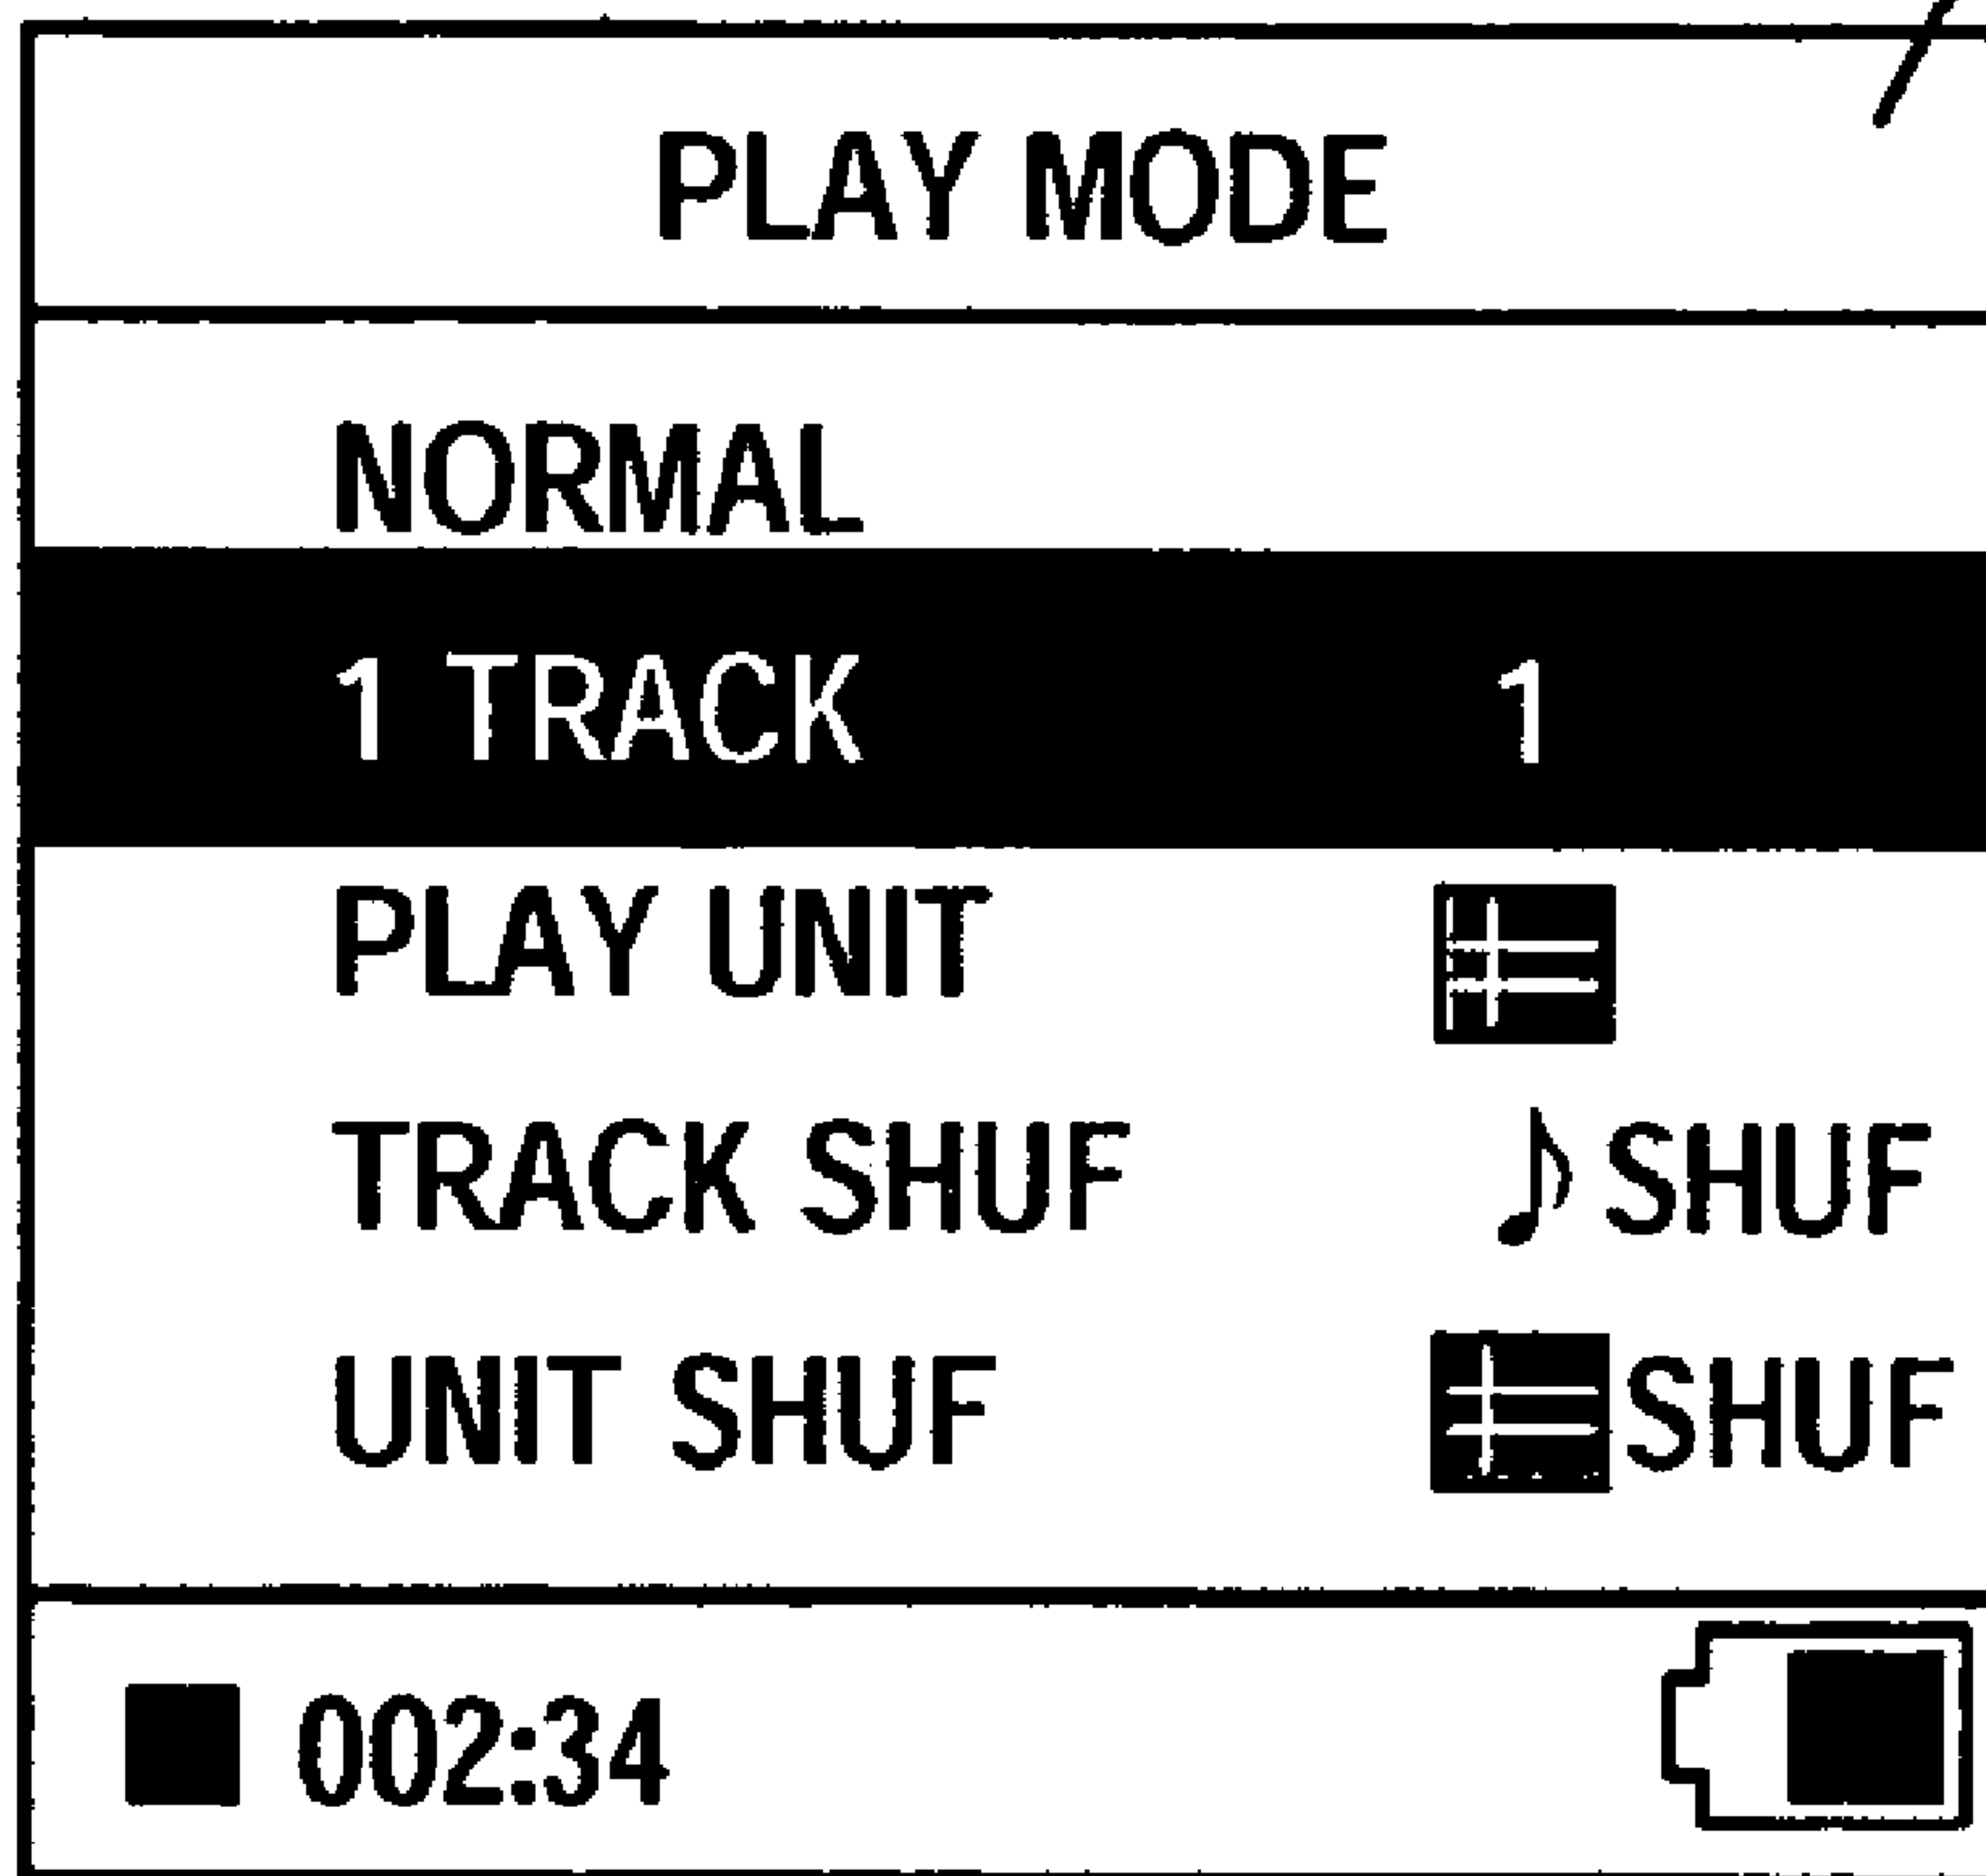 PLAY MODE
NORMAL
1 TRACK 1
PLAY UNIT
TRACK SHUF SHUF
UNIT SHUF SHUF
002:34